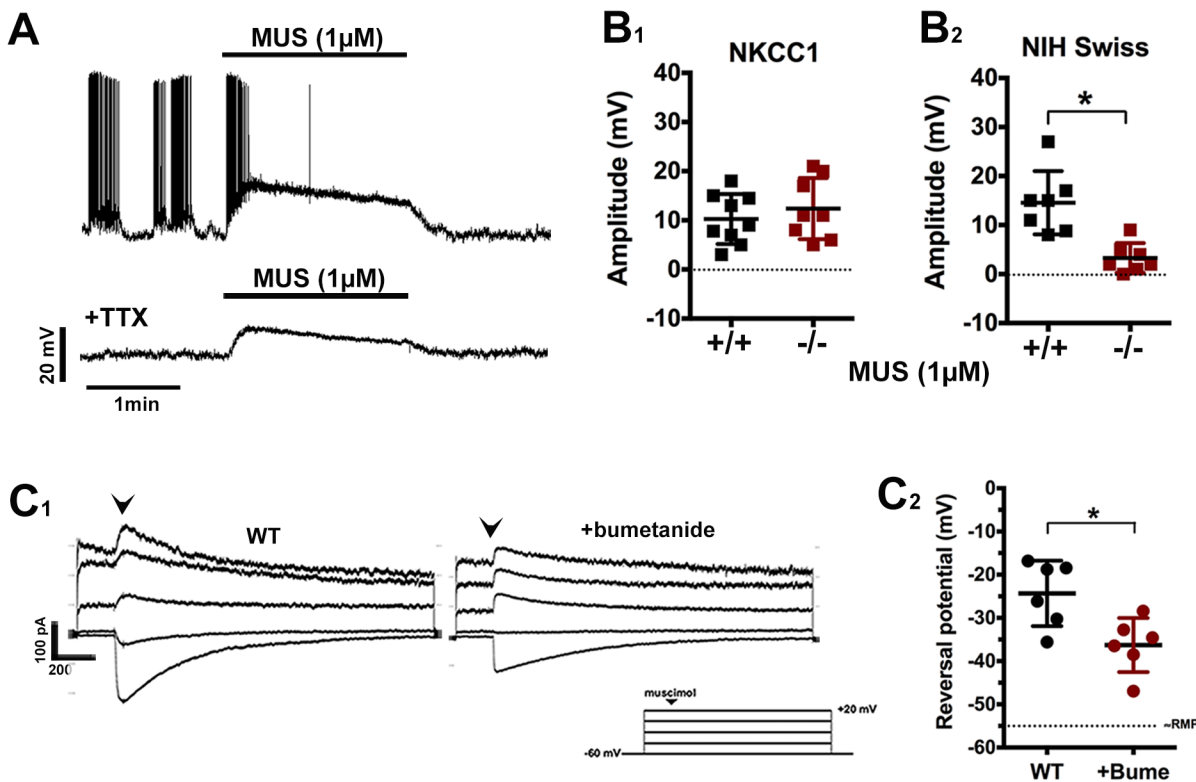 A
MUS (1µM)
MUS (1µM)
+TTX
20 mV
1min
B1
NKCC1
Amplitude (mV)
40
30
20
10
0
-10
+/+
-/-
B2
NIH Swiss
*
Amplitude (mV)
40
30
20
10
0
-10
+/+
-/-
MUS (1µM)
C1
WT
+bumetanide
100 pA
200
muscimol
+20 mV
-60 mV
C2
Reversal potential (mV)
0
-10
-20
-30
-40
-50
-60
*
~RMP
WT
+Bume